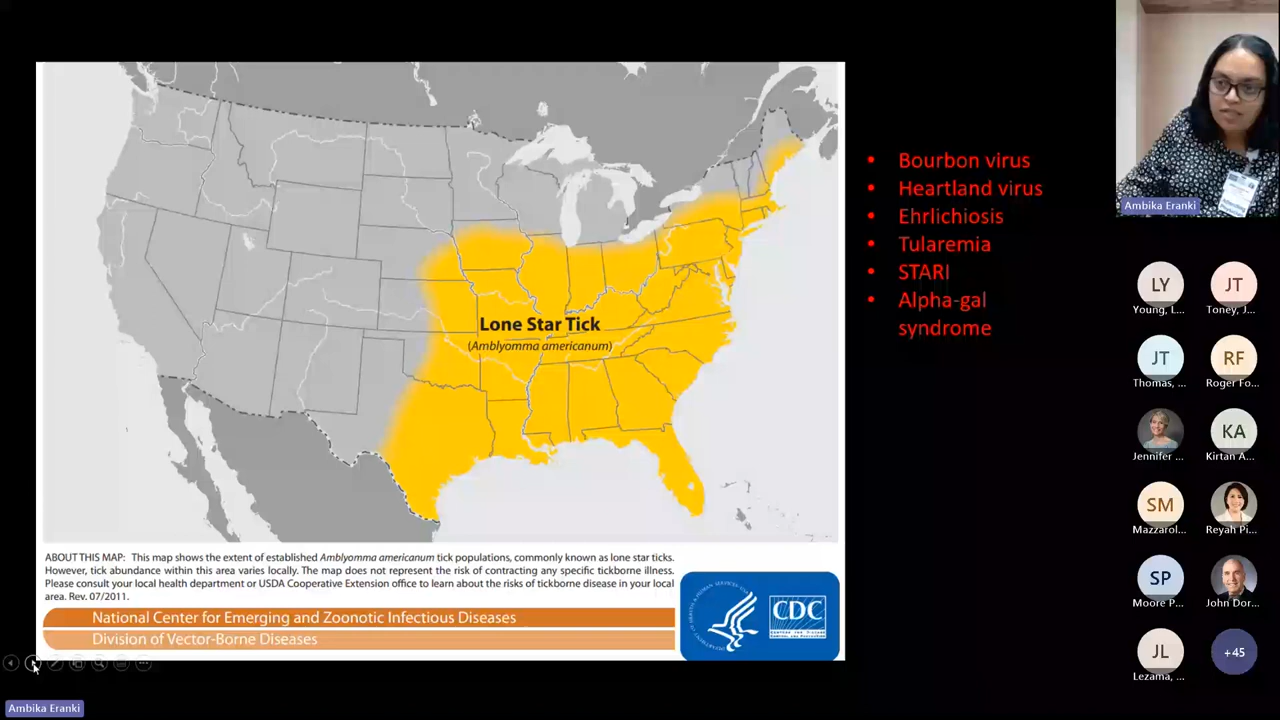 Lone Star Tick
(Amblyomma americanum)
ABOUT THIS MAP: This map shows the extent of established Amblyomma americanum tick populations, commonly known as lone star ticks.
However, tick abundance within this area varies locally. The map does not represent the risk of contracting any specific tickborne illness.
Please consult your local health department or USDA Cooperative Extension office to learn about the risks of tickborne disease in your local
area. Rev. 07/2011.
National Center for Emerging and Zoonotic Infectious Diseases
Division of Vector-Borne Diseases
CDC
• Bourbon virus
• Heartland virus
• Ehrlichiosis
• Tularemia
• STARI
• Alpha-gal
syndrome
Ambika Eranki
LY
Young, L...
JT
Toney, J...
JT
Thomas, ...
RF
Roger Fo...
Jennifer ...
KA
Kirtan A...
SM
Mazzarol...
Reyah Pi...
SP
Moore P...
John Dor...
JL
Lezama, ...
+45
Ambika Eranki